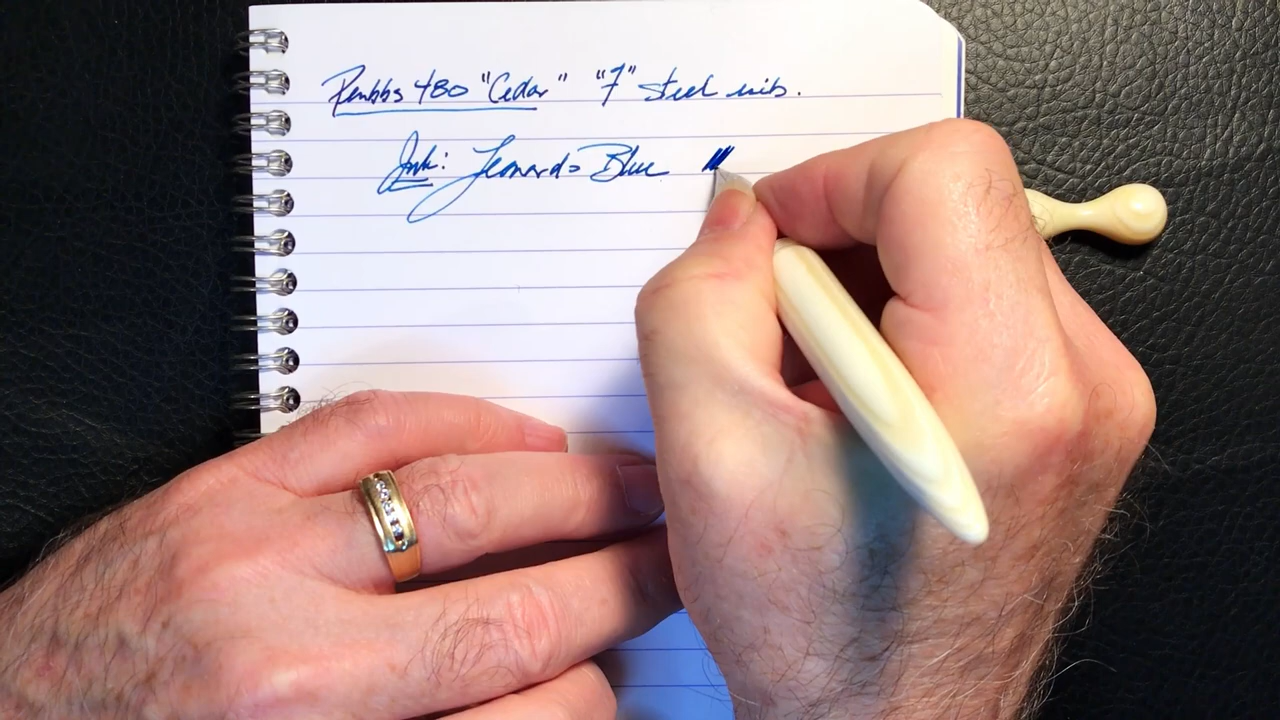 Penbbs 480 "Cedar" "F" steel nib.
Ink: Leonardo Blue